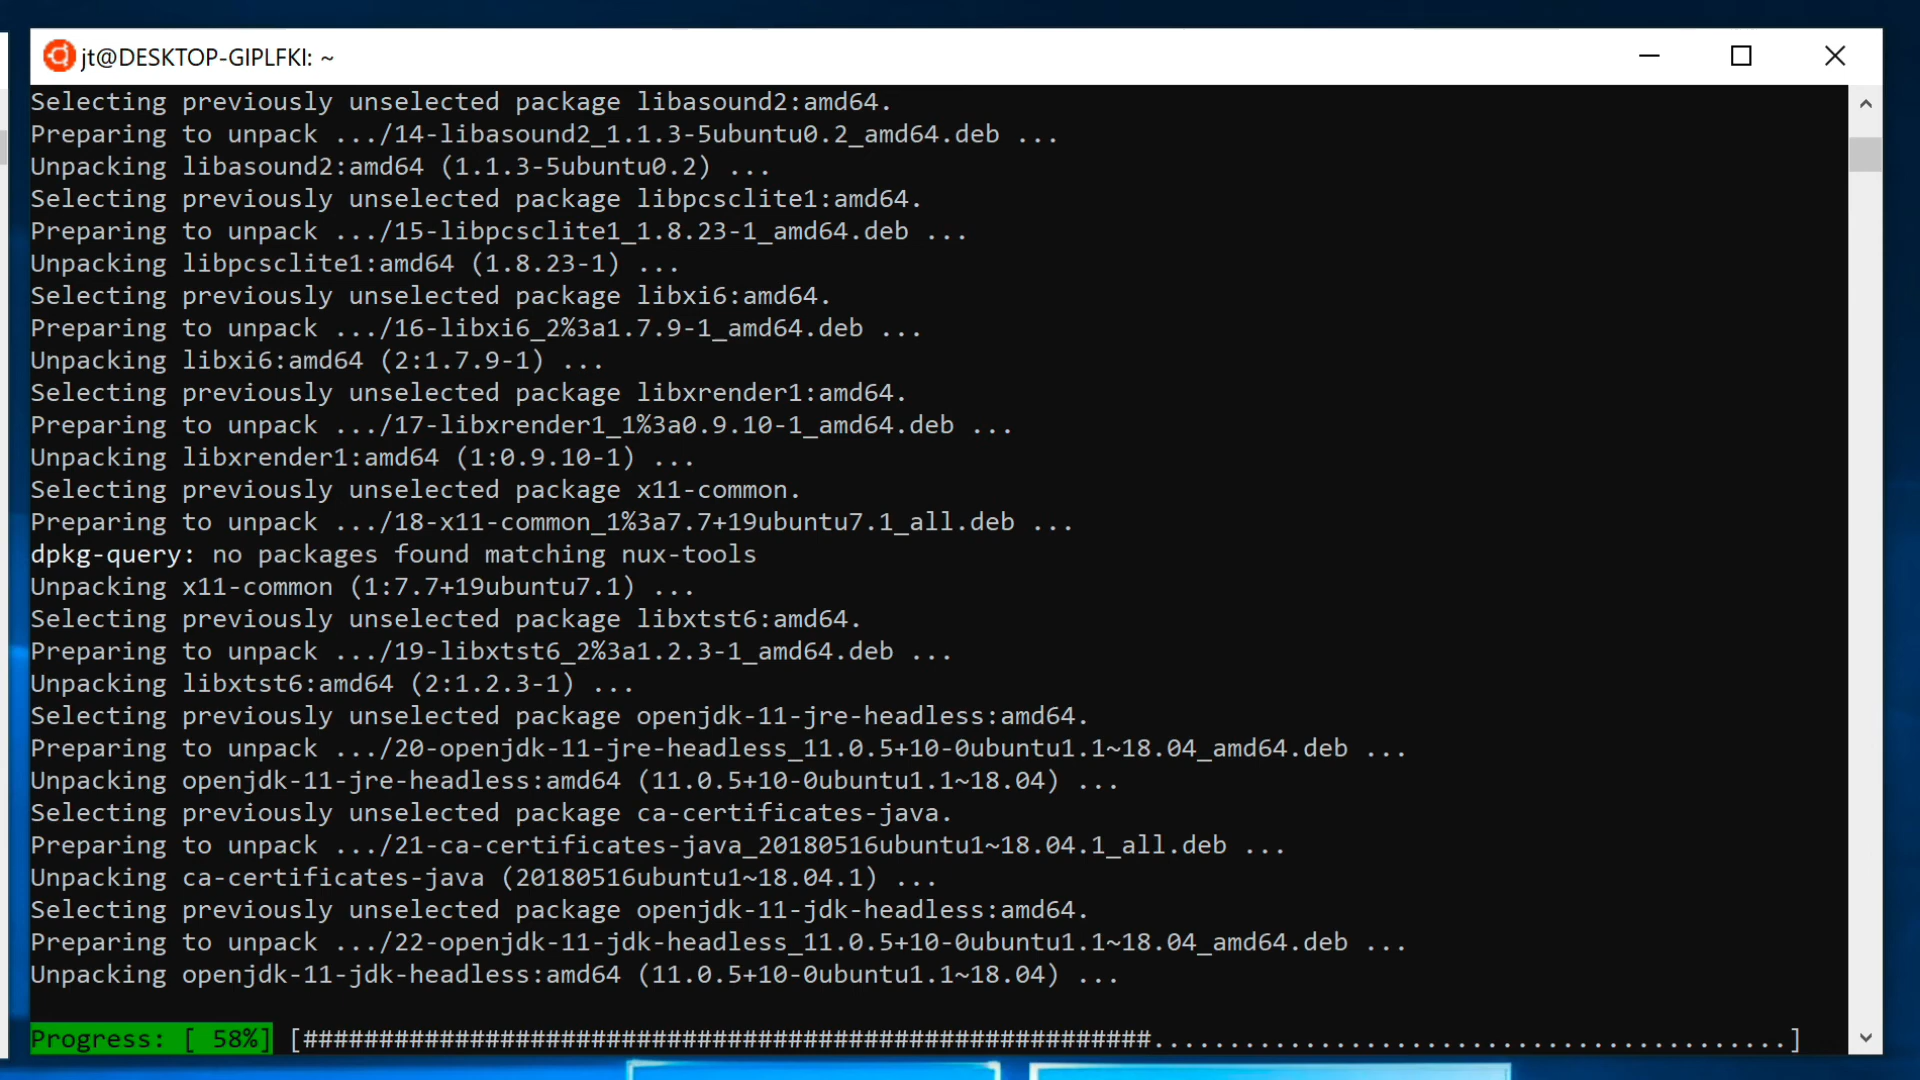 jt@DESKTOP-GIPLFKI: ~
Selecting previously unselected package libasound2:amd64.
Preparing to unpack .../14-libasound2_1.1.3-5ubuntu0.2_amd64.deb ...
Unpacking libasound2:amd64 (1.1.3-5ubuntu0.2) ...
Selecting previously unselected package libpcsclite1:amd64.
Preparing to unpack .../15-libpcsclite1_1.8.23-1_amd64.deb ...
Unpacking libpcsclite1:amd64 (1.8.23-1) ...
Selecting previously unselected package libxi6:amd64.
Preparing to unpack .../16-libxi6_2%3a1.7.9-1_amd64.deb ...
Unpacking libxi6:amd64 (2:1.7.9-1) ...
Selecting previously unselected package libxrender1:amd64.
Preparing to unpack .../17-libxrender1_1%3a0.9.10-1_amd64.deb ...
Unpacking libxrender1:amd64 (1:0.9.10-1) ...
Selecting previously unselected package x11-common.
Preparing to unpack .../18-x11-common_1%3a7.7+19ubuntu7.1_all.deb ...
dpkg-query: no packages found matching nux-tools
Unpacking x11-common (1:7.7+19ubuntu7.1) ...
Selecting previously unselected package libxtst6:amd64.
Preparing to unpack .../19-libxtst6_2%3a1.2.3-1_amd64.deb ...
Unpacking libxtst6:amd64 (2:1.2.3-1) ...
Selecting previously unselected package openjdk-11-jre-headless:amd64.
Preparing to unpack .../20-openjdk-11-jre-headless_11.0.5+10-0ubuntu1.1~18.04_amd64.deb ...
Unpacking openjdk-11-jre-headless:amd64 (11.0.5+10-0ubuntu1.1~18.04) ...
Selecting previously unselected package ca-certificates-java.
Preparing to unpack .../21-ca-certificates-java_20180516ubuntu1~18.04.1_all.deb ...
Unpacking ca-certificates-java (20180516ubuntu1~18.04.1) ...
Selecting previously unselected package openjdk-11-jdk-headless:amd64.
Preparing to unpack .../22-openjdk-11-jdk-headless_11.0.5+10-0ubuntu1.1~18.04_amd64.deb ...
Unpacking openjdk-11-jdk-headless:amd64 (11.0.5+10-0ubuntu1.1~18.04) ...
Progress: [ 58%] [########################################################..........................................]